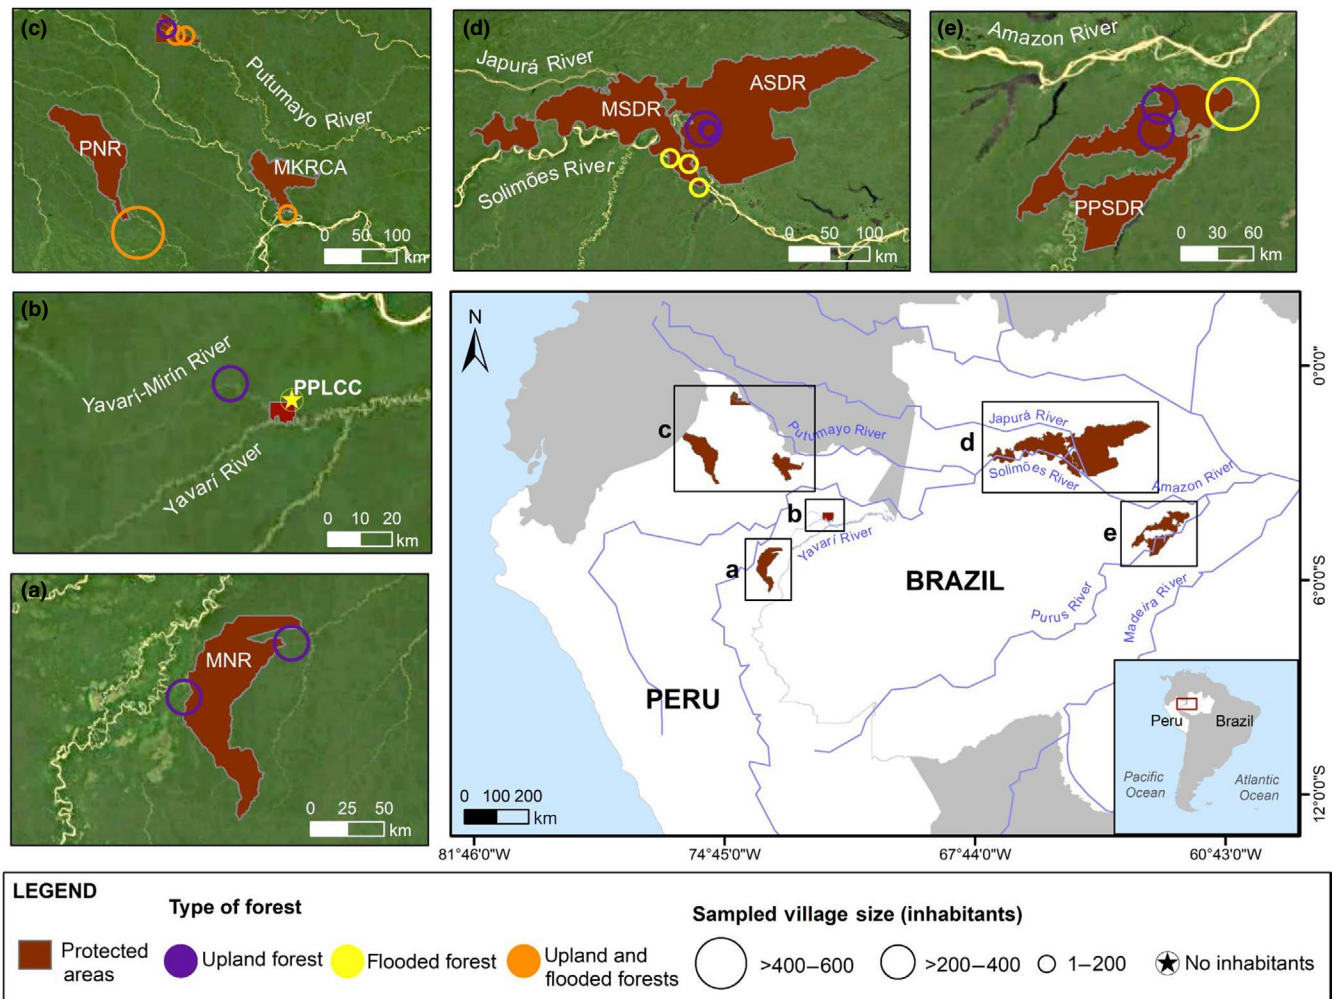 (c)
Putumayo River
PNR
MKRCA
0 50 100
km
(d)
Japurá River
ASDR
MSDR
Solimões River
0 50 100
km
(e)
Amazon River
PPSDR
0 30 60
km
(b)
Yavarí-Mirín River
PPLCC
Yavarí River
0 10 20
km
(a)
MNR
0 25 50
km
N
0°0'0"
c
Putumayo River
d
Japurá River
Solimões River
Amazon River
b
Yavarí River
e
a
BRAZIL
6°0'0"S
Purus River
Madeira River
PERU
Peru
Brazil
Pacific
Ocean
Atlantic
Ocean
0 100 200
km
12°0'0"S
81°46'0"W
74°45'0"W
67°44'0"W
60°43'0"W
LEGEND
Type of forest
Sampled village size (inhabitants)
Protected
areas
Upland forest
Flooded forest
Upland and
flooded forests
>400–600
>200–400
1–200
No inhabitants